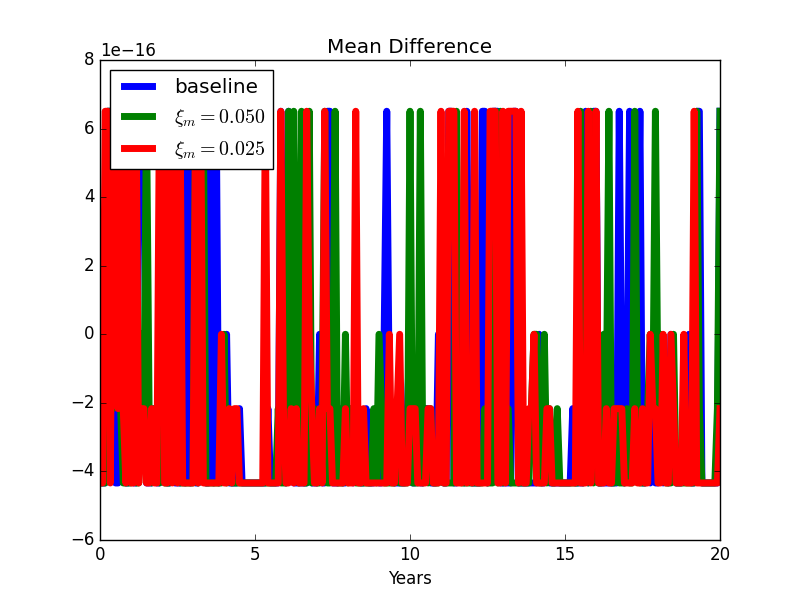 Mean Difference
1e−16
8
6
4
2
0
−2
−4
−6
baseline
ξm = 0.050
ξm = 0.025
0 5 10 15 20
Years